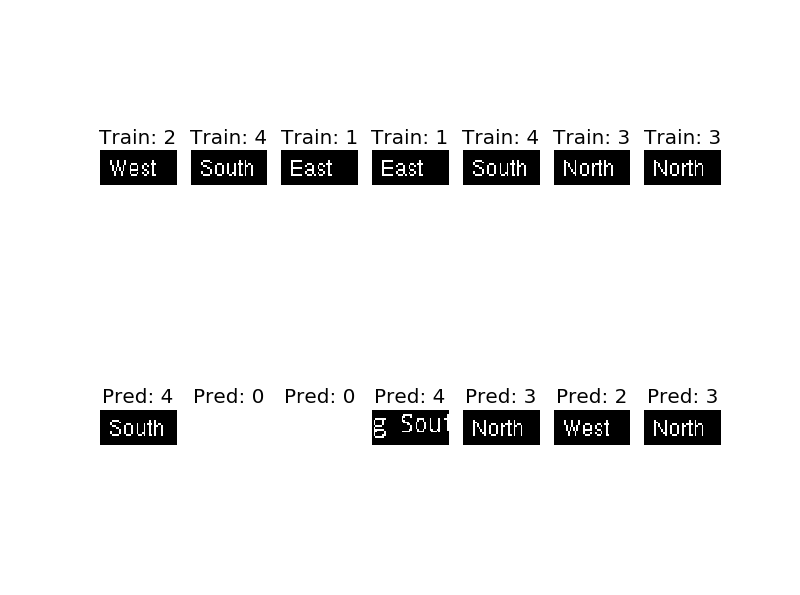 Train: 2 Train: 4 Train: 1 Train: 1 Train: 4 Train: 3 Train: 3
West South East East South North North
Pred: 4 Pred: 0 Pred: 0 Pred: 4 Pred: 3 Pred: 2 Pred: 3
South g Sout North West North